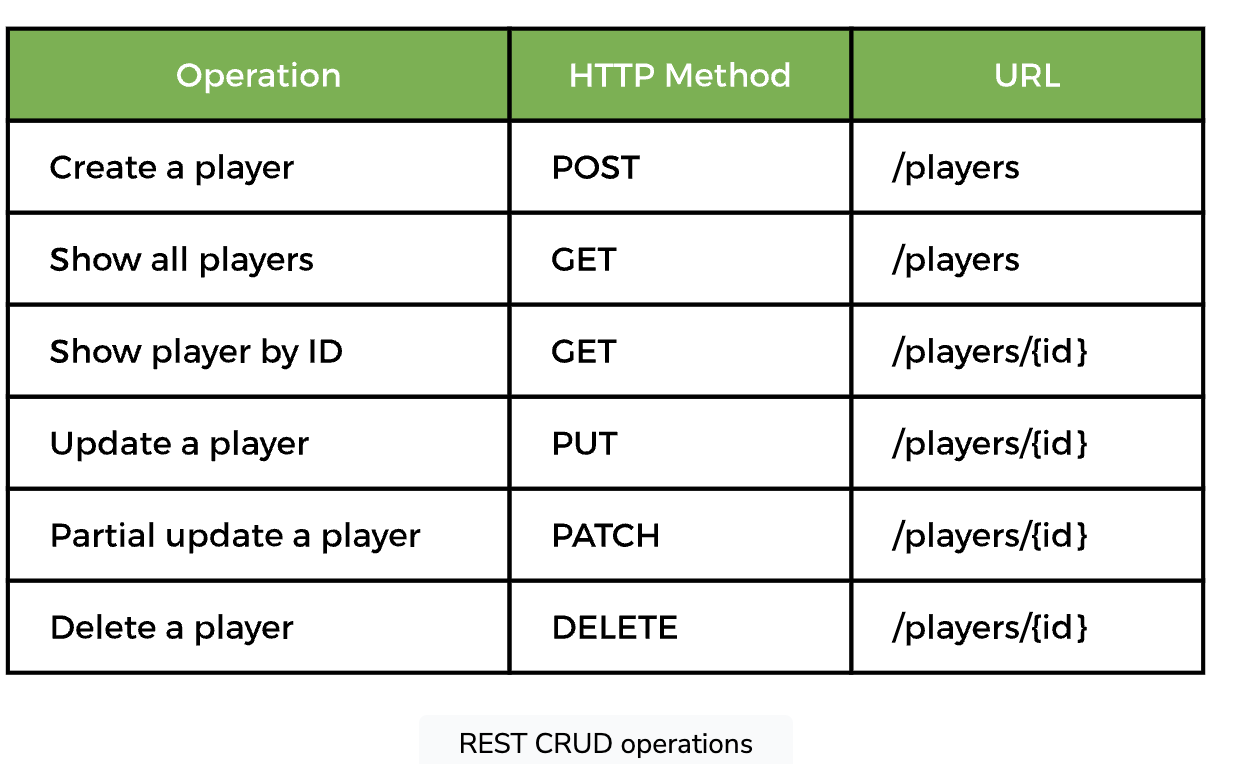 Operation HTTP Method URL
Create a player POST /players
Show all players GET /players
Show player by ID GET /players/{id}
Update a player PUT /players/{id}
Partial update a player PATCH /players/{id}
Delete a player DELETE /players/{id}
REST CRUD operations